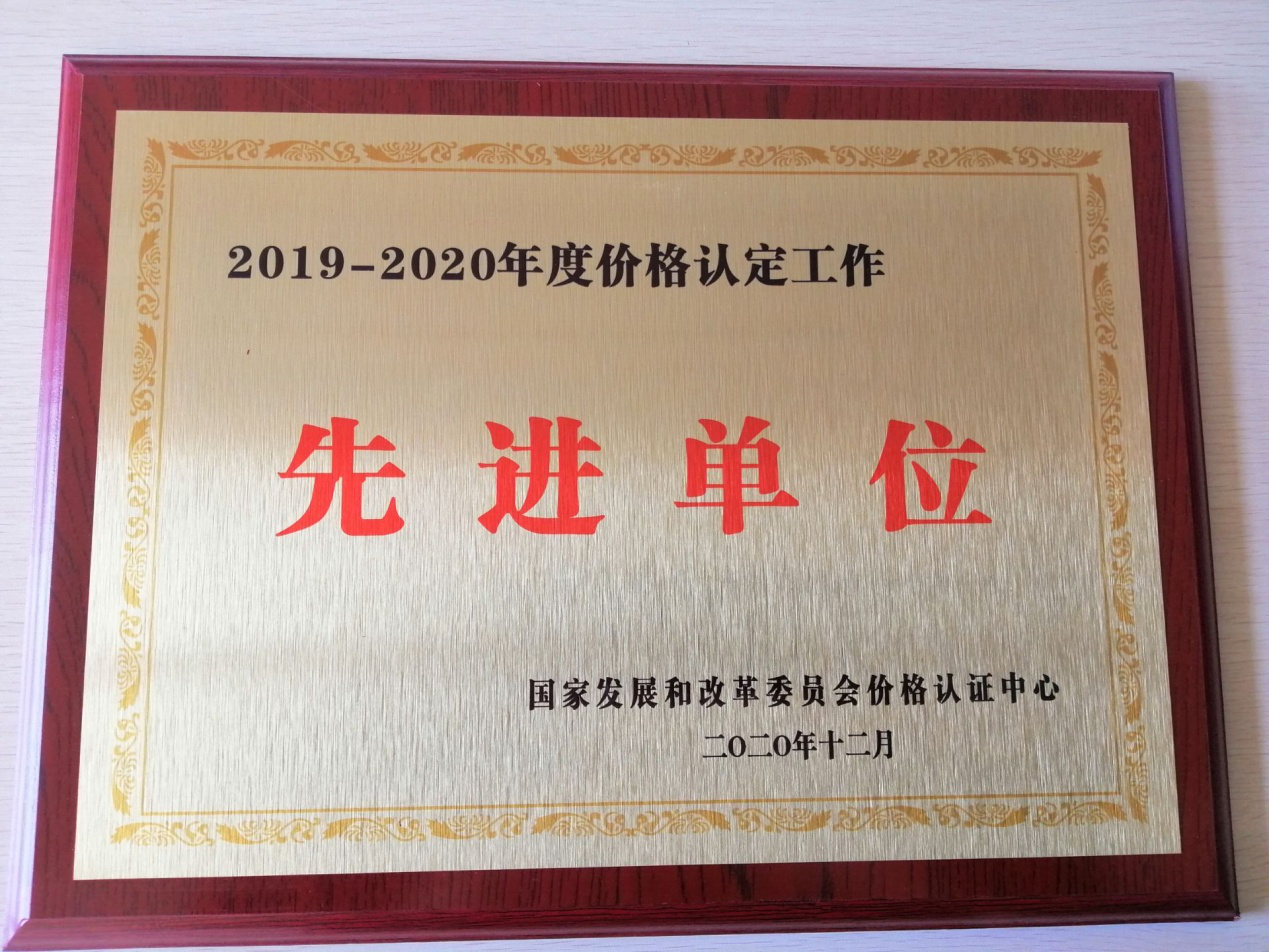 2019-2020年度价格认定工作
先进单位
国家发展和改革委员会价格认证中心
二〇二〇年十二月